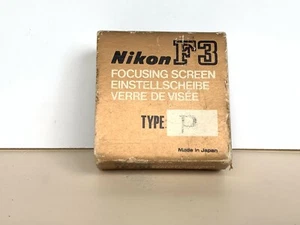 Nikon F3
FOCUSING SCREEN
EINSTELLSCHEIBE
VERRE DE VISÉE
TYPE: P
Made in Japan